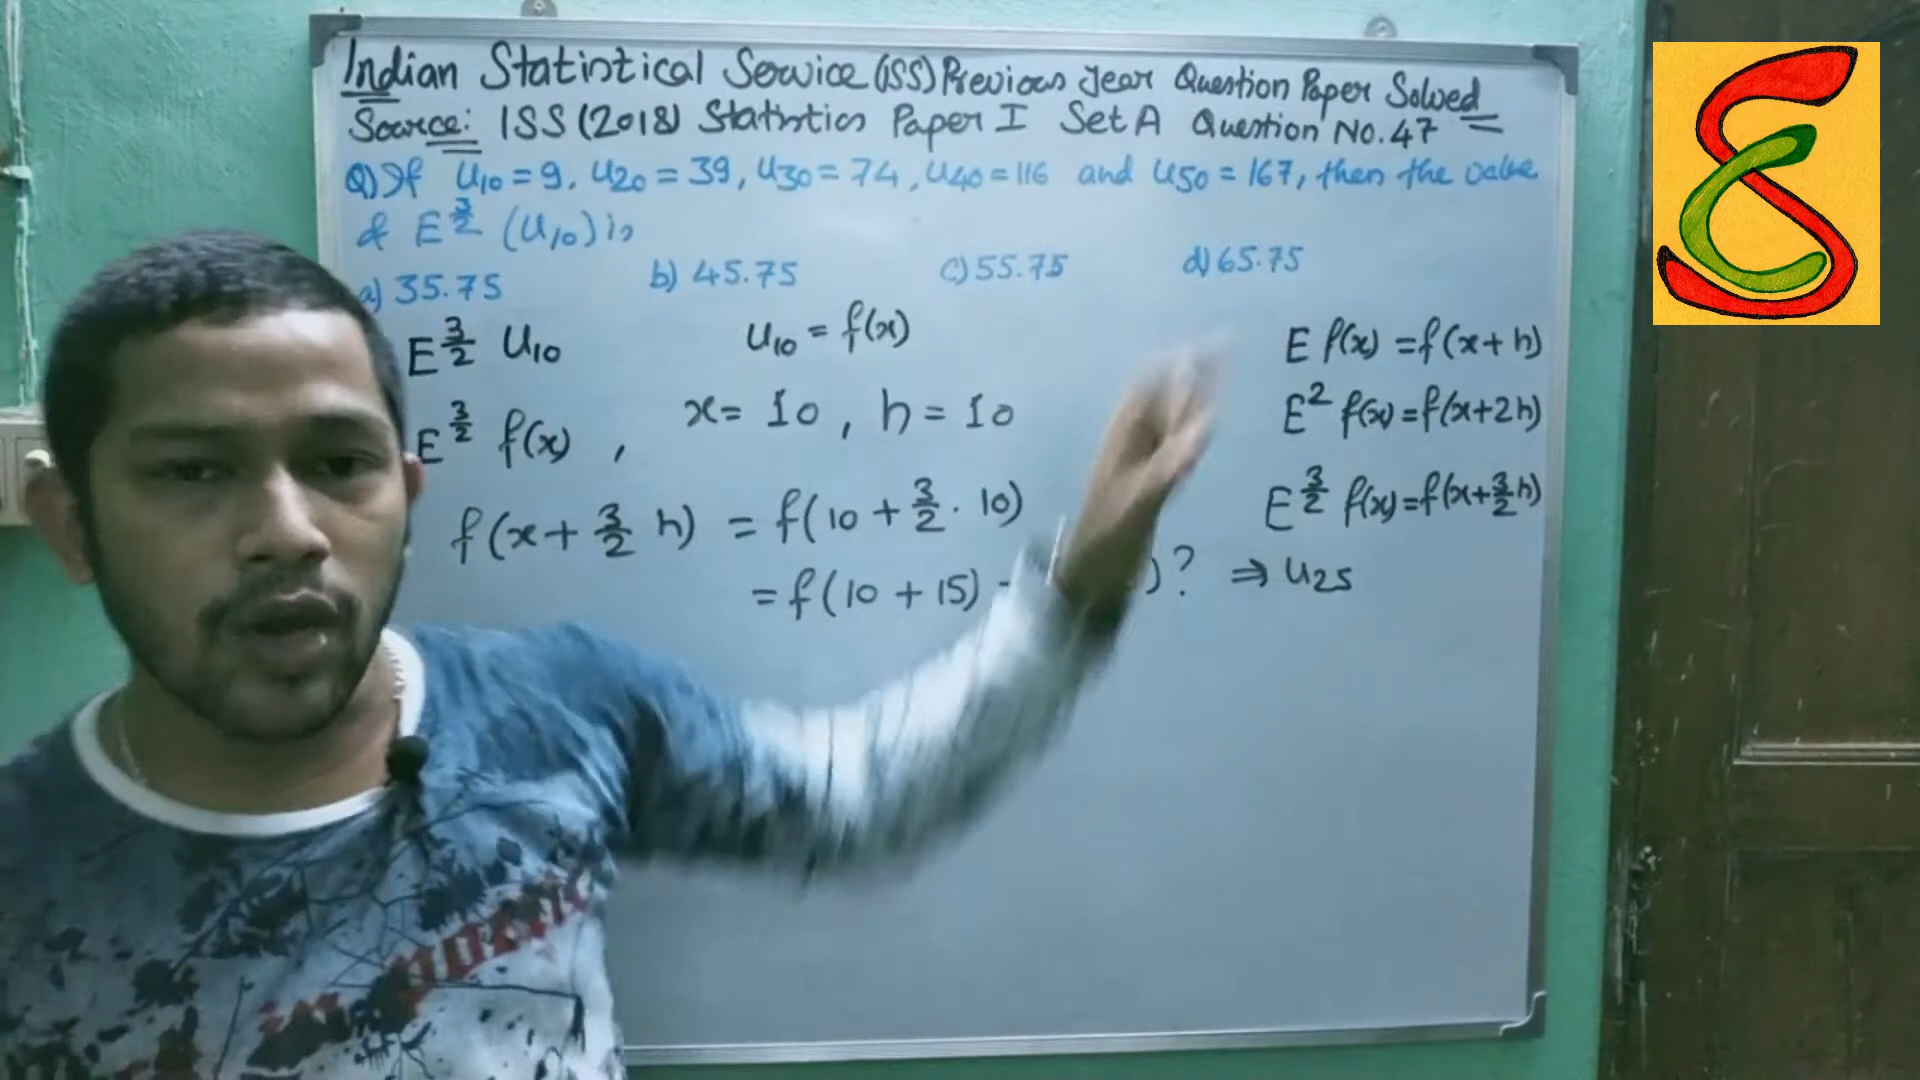 Indian Statistical Service (ISS) Previous Year Question Paper Solved
Source: ISS (2018) Statistics Paper I Set A Question No. 47
Q) If u10 = 9, u20 = 39, u30 = 74, u40 = 116 and u50 = 167, then the value
of E^3/2 (u10) is
a) 35.75 b) 45.75 c) 55.75 d) 65.75
E^3/2 u10 u10 = f(x) E f(x) = f(x+h)
E^3/2 f(x), x = 10, h = 10 E^2 f(x) = f(x+2h)
f(x + 3/2 h) = f(10 + 3/2 . 10) E^3/2 f(x) = f(x+3/2 h)
= f(10 + 15) )? ⇒ u25
in poetic